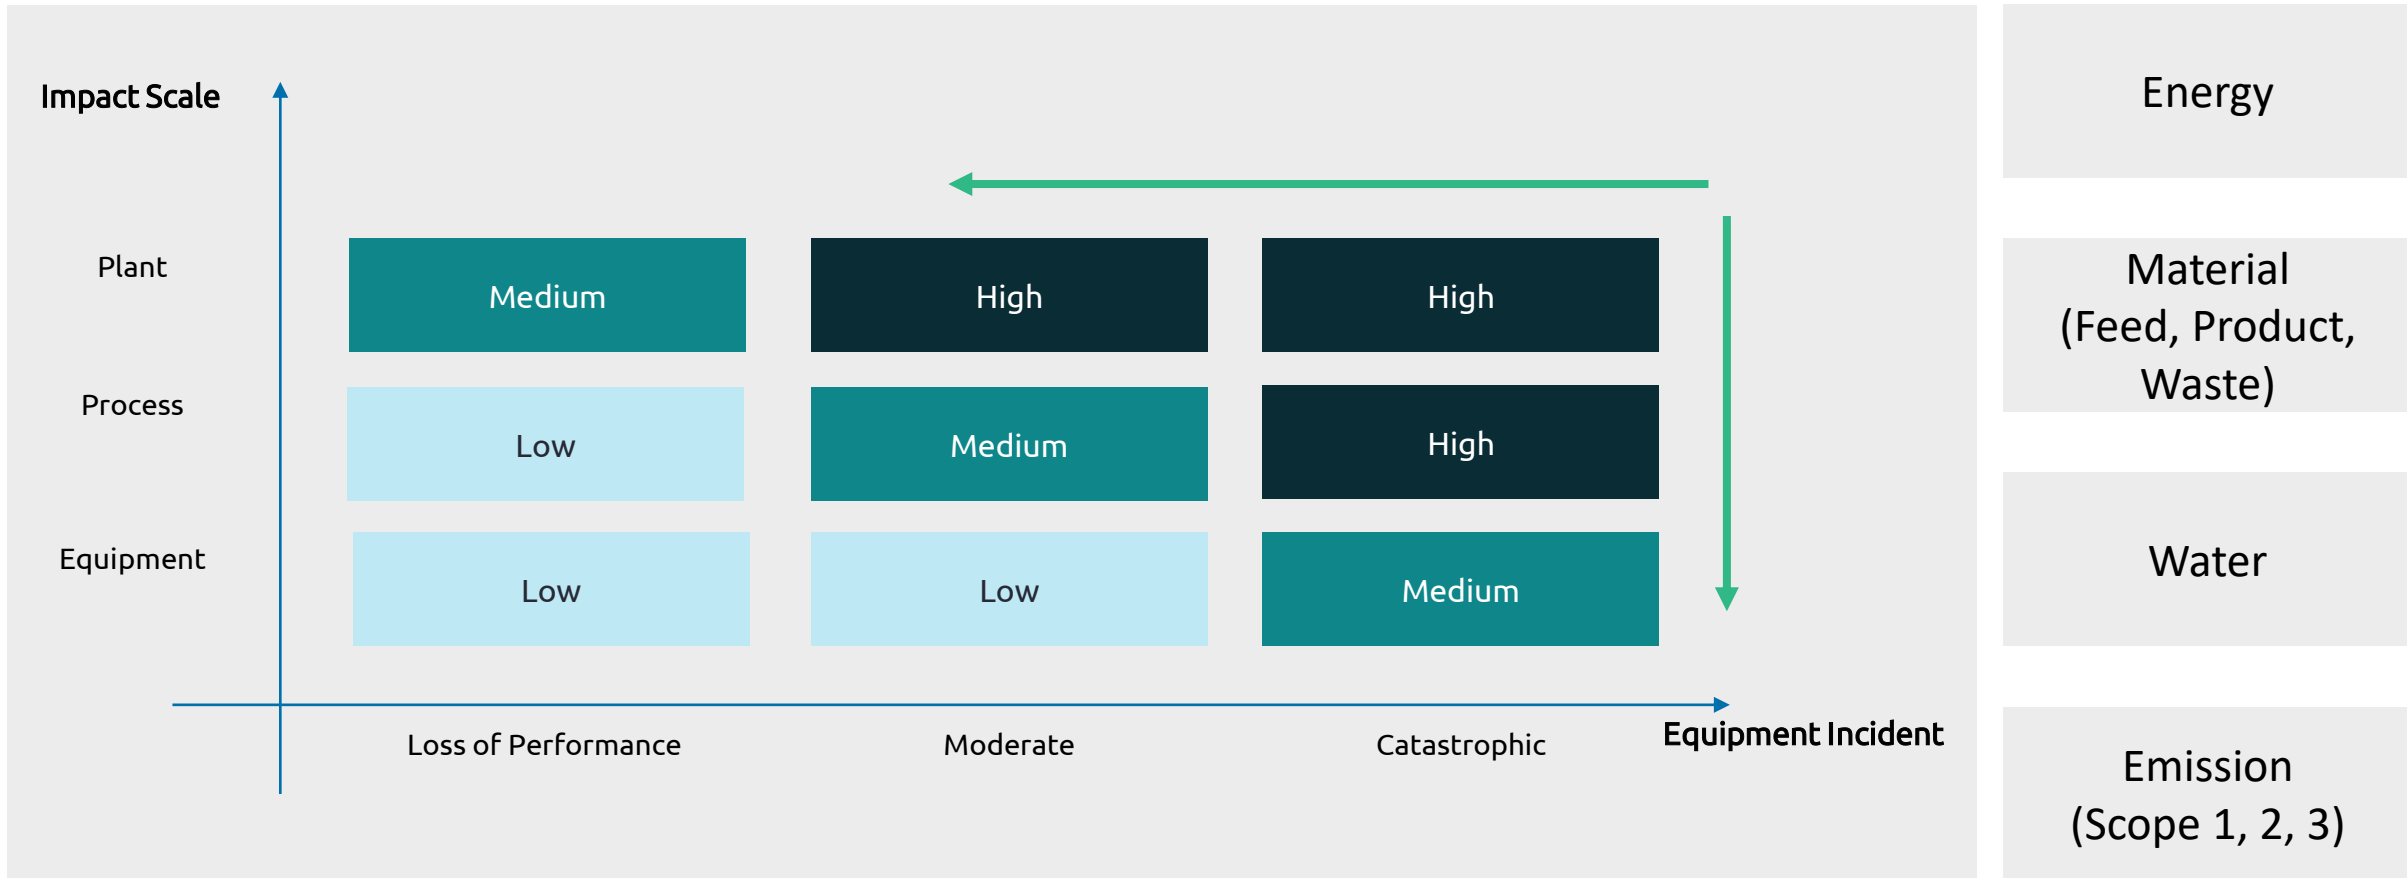 Impact Scale
Plant
Medium
High
High
Process
Low
Medium
High
Equipment
Low
Low
Medium
Loss of Performance
Moderate
Catastrophic
Equipment Incident
Energy
Material
(Feed, Product,
Waste)
Water
Emission
(Scope 1, 2, 3)